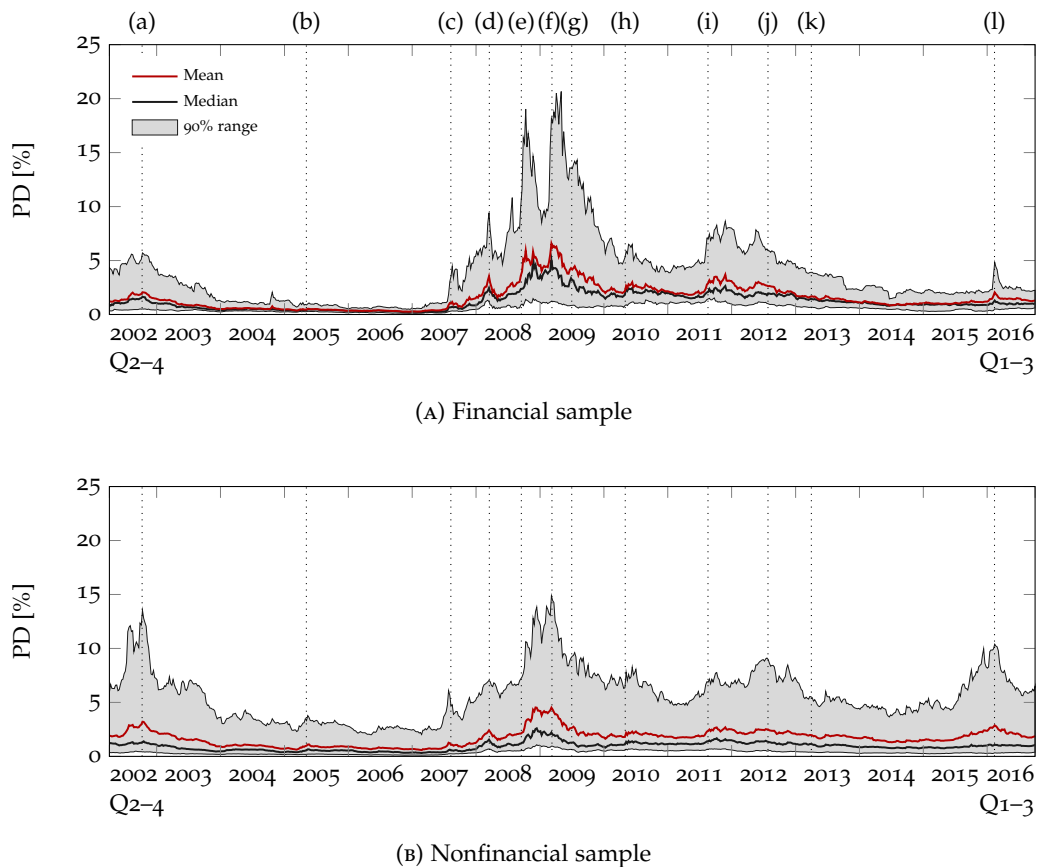 (a) (b) (c) (d) (e) (f) (g) (h) (i) (j) (k) (l)
25
20
15
10
5
0
PD [%]
Mean
Median
90% range
2002 2003 2004 2005 2006 2007 2008 2009 2010 2011 2012 2013 2014 2015 2016
Q2–4 Q1–3
(A) Financial sample
25
20
15
10
5
0
PD [%]
2002 2003 2004 2005 2006 2007 2008 2009 2010 2011 2012 2013 2014 2015 2016
Q2–4 Q1–3
(B) Nonfinancial sample